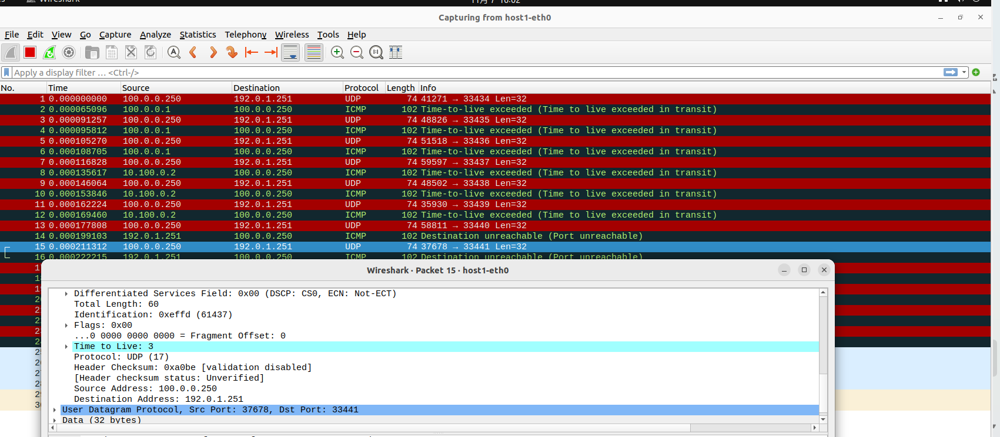 Wireshark
11月 7 16:02
Capturing from host1-eth0
File Edit View Go Capture Analyze Statistics Telephony Wireless Tools Help
Apply a display filter … <Ctrl-/>
No. Time Source Destination Protocol Length Info
1 0.000000000 100.0.0.250 192.0.1.251 UDP 74 41271 → 33434 Len=32
2 0.000065096 100.0.0.1 100.0.0.250 ICMP 102 Time-to-live exceeded (Time to live exceeded in transit)
3 0.000091257 100.0.0.250 192.0.1.251 UDP 74 48826 → 33435 Len=32
4 0.000095812 100.0.0.1 100.0.0.250 ICMP 102 Time-to-live exceeded (Time to live exceeded in transit)
5 0.000105270 100.0.0.250 192.0.1.251 UDP 74 51518 → 33436 Len=32
6 0.000108705 100.0.0.1 100.0.0.250 ICMP 102 Time-to-live exceeded (Time to live exceeded in transit)
7 0.000116828 100.0.0.250 192.0.1.251 UDP 74 59597 → 33437 Len=32
8 0.000135617 10.100.0.2 100.0.0.250 ICMP 102 Time-to-live exceeded (Time to live exceeded in transit)
9 0.000146064 100.0.0.250 192.0.1.251 UDP 74 48502 → 33438 Len=32
10 0.000153846 10.100.0.2 100.0.0.250 ICMP 102 Time-to-live exceeded (Time to live exceeded in transit)
11 0.000162224 100.0.0.250 192.0.1.251 UDP 74 35930 → 33439 Len=32
12 0.000169460 10.100.0.2 100.0.0.250 ICMP 102 Time-to-live exceeded (Time to live exceeded in transit)
13 0.000177808 100.0.0.250 192.0.1.251 UDP 74 58811 → 33440 Len=32
14 0.000199103 192.0.1.251 100.0.0.250 ICMP 102 Destination unreachable (Port unreachable)
15 0.000211312 100.0.0.250 192.0.1.251 UDP 74 37678 → 33441 Len=32
16 0.000222215 192.0.1.251 100.0.0.250 ICMP 102 Destination unreachable (Port unreachable)
Wireshark · Packet 15 · host1-eth0
Differentiated Services Field: 0x00 (DSCP: CS0, ECN: Not-ECT)
Total Length: 60
Identification: 0xeffd (61437)
Flags: 0x00
...0 0000 0000 0000 = Fragment Offset: 0
Time to Live: 3
Protocol: UDP (17)
Header Checksum: 0xa0be [validation disabled]
[Header checksum status: Unverified]
Source Address: 100.0.0.250
Destination Address: 192.0.1.251
User Datagram Protocol, Src Port: 37678, Dst Port: 33441
Data (32 bytes)